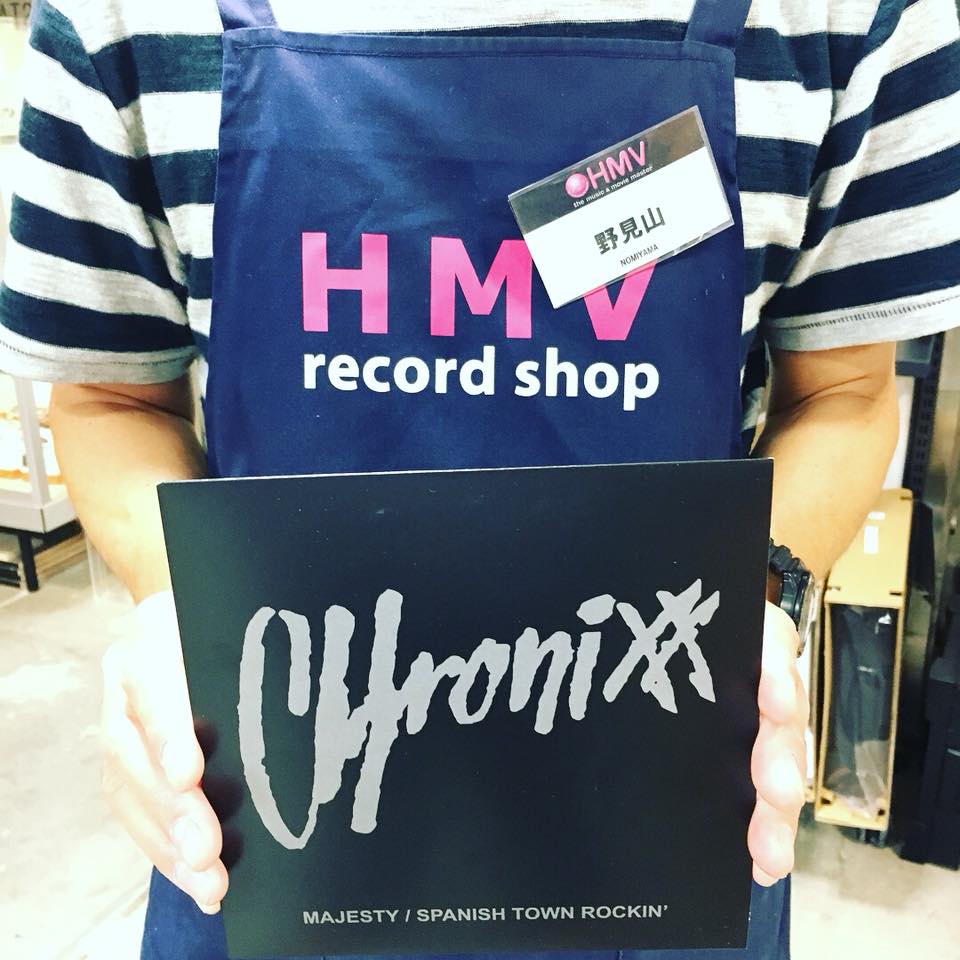 HMV
the music & movie master
野見山
NOMIYAMA
HMV
record shop
CHronixx
MAJESTY / SPANISH TOWN ROCKIN'